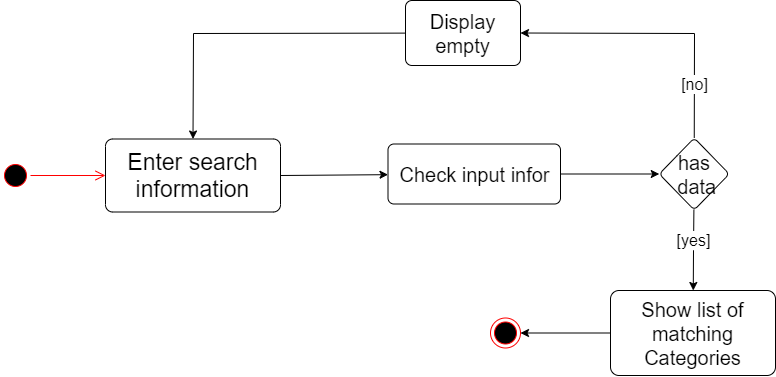 Display
empty
[no]
Enter search
information
Check input infor
has
data
[yes]
Show list of
matching
Categories